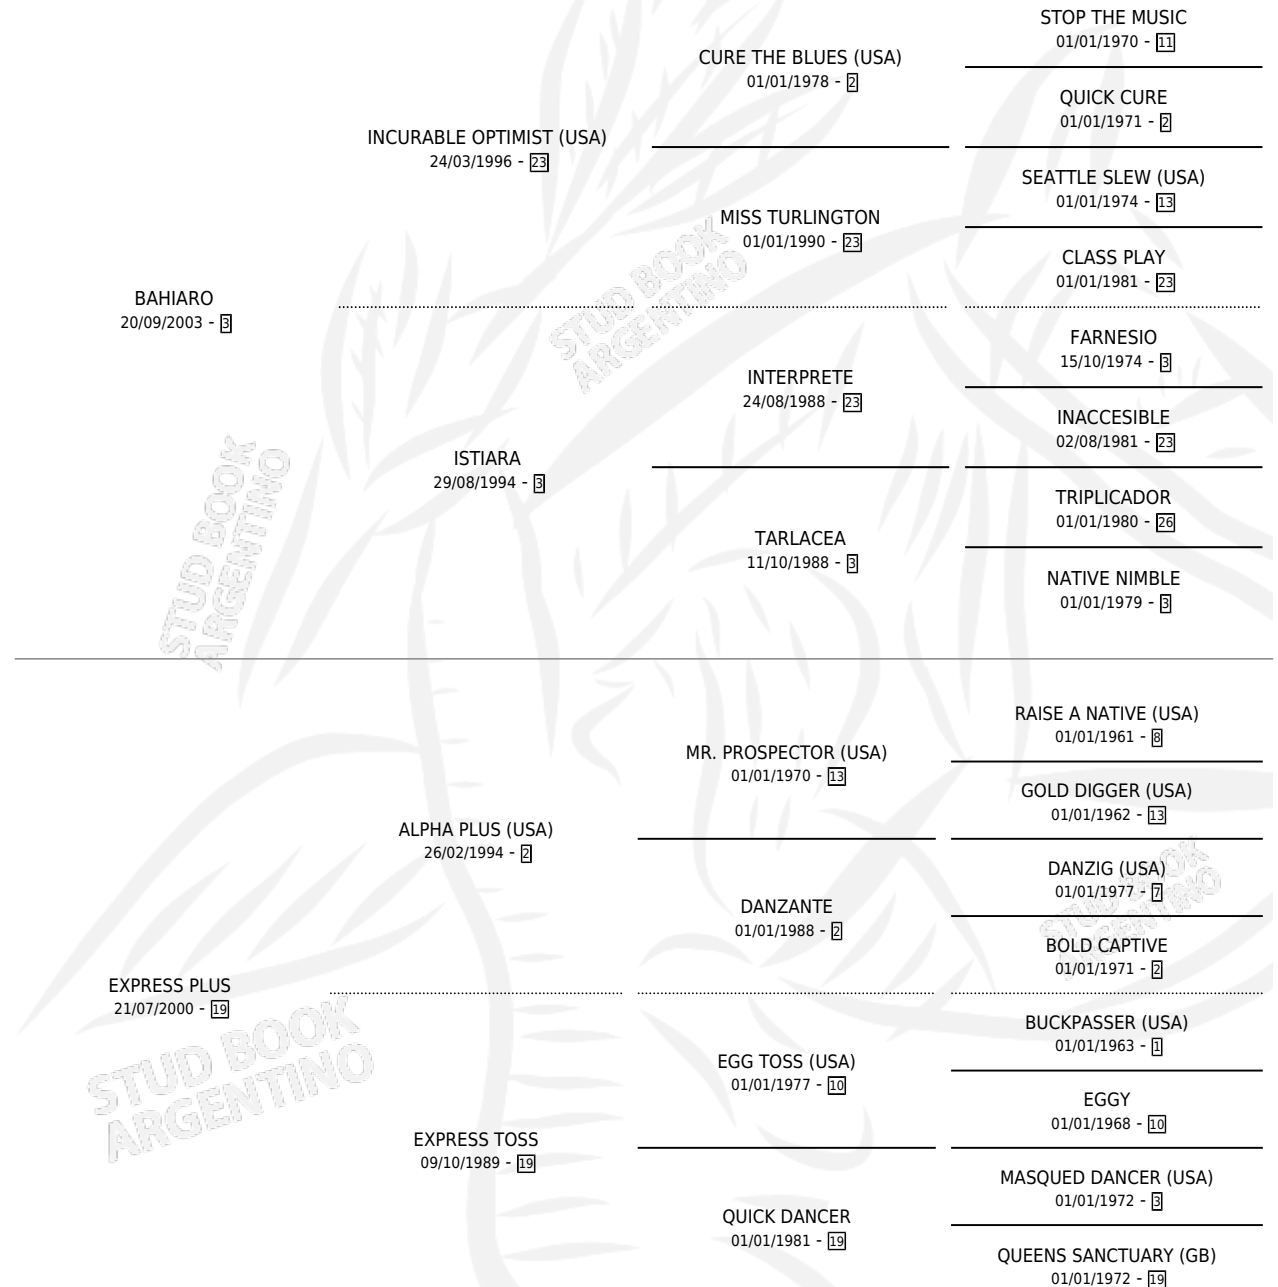 STOP THE MUSIC
01/01/1970 - 11
CURE THE BLUES (USA)
01/01/1978 - 2
QUICK CURE
01/01/1971 - 2
INCURABLE OPTIMIST (USA)
24/03/1996 - 23
SEATTLE SLEW (USA)
01/01/1974 - 13
MISS TURLINGTON
01/01/1990 - 23
CLASS PLAY
01/01/1981 - 23
BAHIARO
20/09/2003 - 3
FARNESIO
15/10/1974 - 3
INTERPRETE
24/08/1988 - 23
INACCESIBLE
02/08/1981 - 23
ISTIARA
29/08/1994 - 3
TRIPLICADOR
01/01/1980 - 26
TARLACEA
11/10/1988 - 3
NATIVE NIMBLE
01/01/1979 - 3
RAISE A NATIVE (USA)
01/01/1961 - 8
MR. PROSPECTOR (USA)
01/01/1970 - 13
GOLD DIGGER (USA)
01/01/1962 - 13
ALPHA PLUS (USA)
26/02/1994 - 2
DANZIG (USA)
01/01/1977 - 7
DANZANTE
01/01/1988 - 2
BOLD CAPTIVE
01/01/1971 - 2
EXPRESS PLUS
21/07/2000 - 19
BUCKPASSER (USA)
01/01/1963 - 1
EGG TOSS (USA)
01/01/1977 - 10
EGGY
01/01/1968 - 10
EXPRESS TOSS
09/10/1989 - 19
MASQUED DANCER (USA)
01/01/1972 - 3
QUICK DANCER
01/01/1981 - 19
QUEENS SANCTUARY (GB)
01/01/1972 - 19
STUD BOOK
ARGENTINO
STUD BOOK
ARGENTINO
STUD BOOK
ARGENTINO
STUD BOOK
ARGENTINO